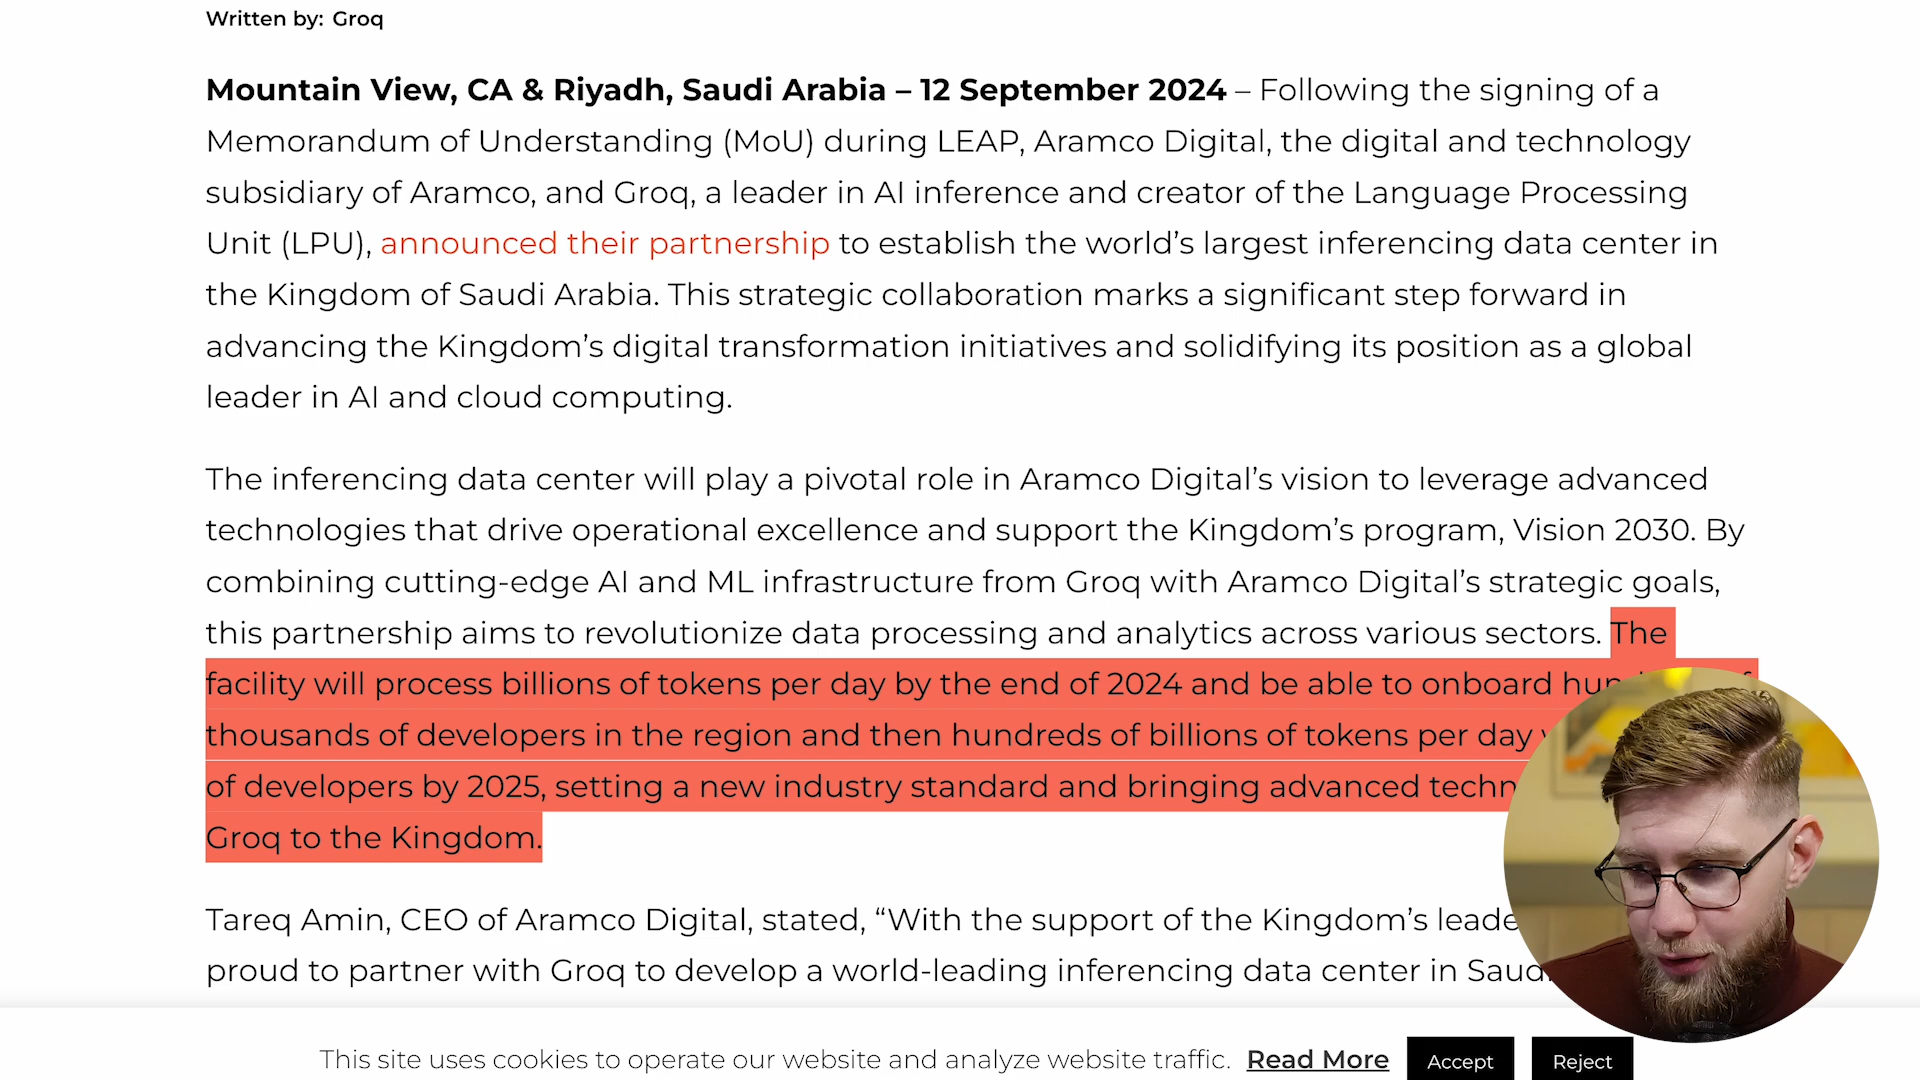 Written by: Groq
Mountain View, CA & Riyadh, Saudi Arabia – 12 September 2024 – Following the signing of a
Memorandum of Understanding (MoU) during LEAP, Aramco Digital, the digital and technology
subsidiary of Aramco, and Groq, a leader in AI inference and creator of the Language Processing
Unit (LPU), announced their partnership to establish the world’s largest inferencing data center in
the Kingdom of Saudi Arabia. This strategic collaboration marks a significant step forward in
advancing the Kingdom’s digital transformation initiatives and solidifying its position as a global
leader in AI and cloud computing.
The inferencing data center will play a pivotal role in Aramco Digital’s vision to leverage advanced
technologies that drive operational excellence and support the Kingdom’s program, Vision 2030. By
combining cutting-edge AI and ML infrastructure from Groq with Aramco Digital’s strategic goals,
this partnership aims to revolutionize data processing and analytics across various sectors. The
facility will process billions of tokens per day by the end of 2024 and be able to onboard
thousands of developers in the region and then hundreds of billions of tokens per day
of developers by 2025, setting a new industry standard and bringing advanced
Groq to the Kingdom.
Tareq Amin, CEO of Aramco Digital, stated, “With the support of the Kingdom’s
proud to partner with Groq to develop a world-leading inferencing data center in
This site uses cookies to operate our website and analyze website traffic. Read More Accept Reject